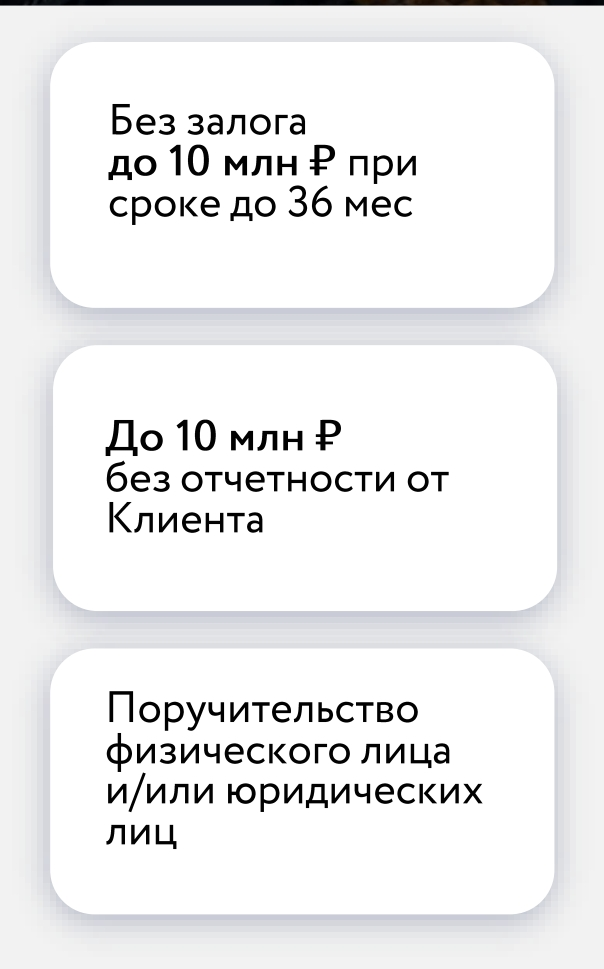 Без залога
до 10 млн ₽ при
сроке до 36 мес
До 10 млн ₽
без отчетности от
Клиента
Поручительство
физического лица
и/или юридических
лиц